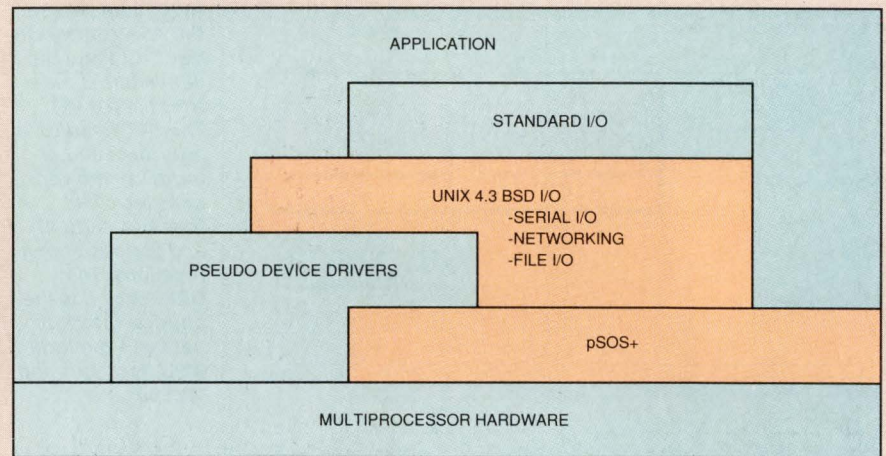 APPLICATION
STANDARD I/O
UNIX 4.3 BSD I/O
-SERIAL I/O
-NETWORKING
-FILE I/O
PSEUDO DEVICE DRIVERS
pSOS+
MULTIPROCESSOR HARDWARE